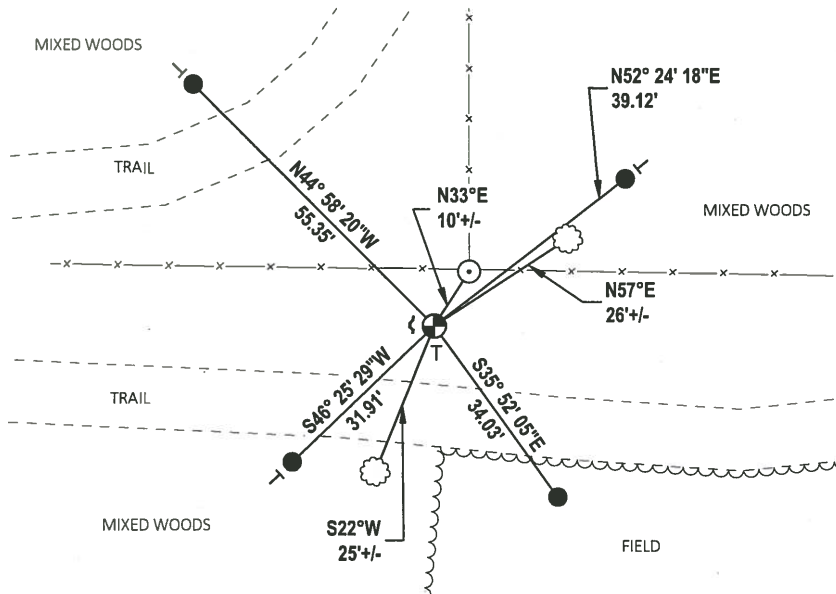 MIXED WOODS
N52° 24' 18"E
39.12'
TRAIL
N44° 58' 20"W
55.35'
N33°E
10'+/-
MIXED WOODS
N57°E
26'+/-
T
TRAIL
S46° 25' 29"W
31.91'
S35° 52' 05"E
34.03'
MIXED WOODS
S22°W
25'+/-
FIELD